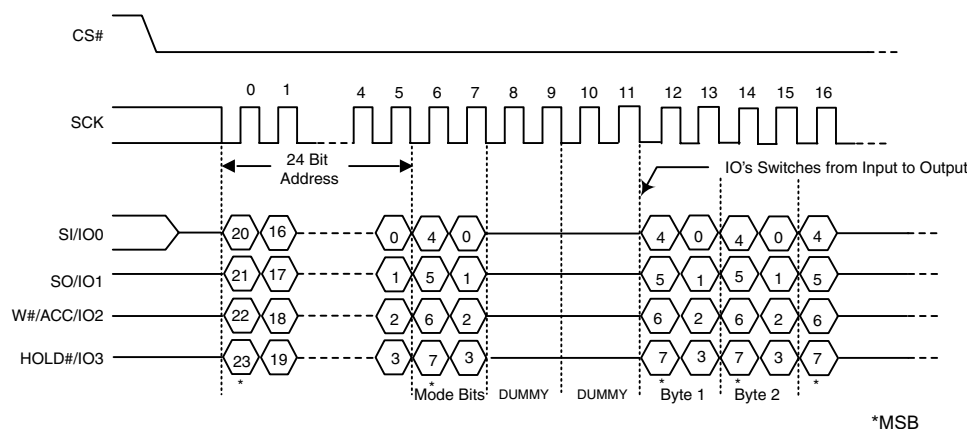 CS#
0 1 4 5 6 7 8 9 10 11 12 13 14 15 16
SCK
24 Bit
Address
IO's Switches from Input to Output
SI/IO0 20 16 0 4 0 4 0 4 0 4
SO/IO1 21 17 1 5 1 5 1 5 1 5
W#/ACC/IO2 22 18 2 6 2 6 2 6 2 6
HOLD#/IO3 23 19 3 7 3 7 3 7 3 7
* * * * *
Mode Bits DUMMY DUMMY Byte 1 Byte 2
*MSB